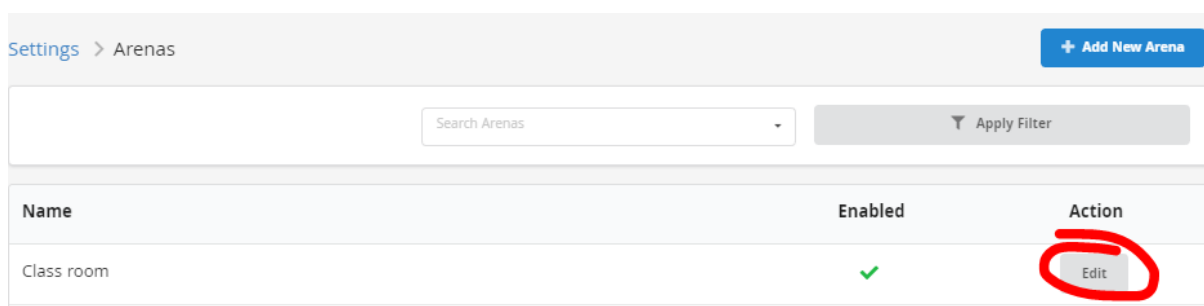 Settings > Arenas
+ Add New Arena
Search Arenas
Apply Filter
Name Enabled Action
Class room Edit